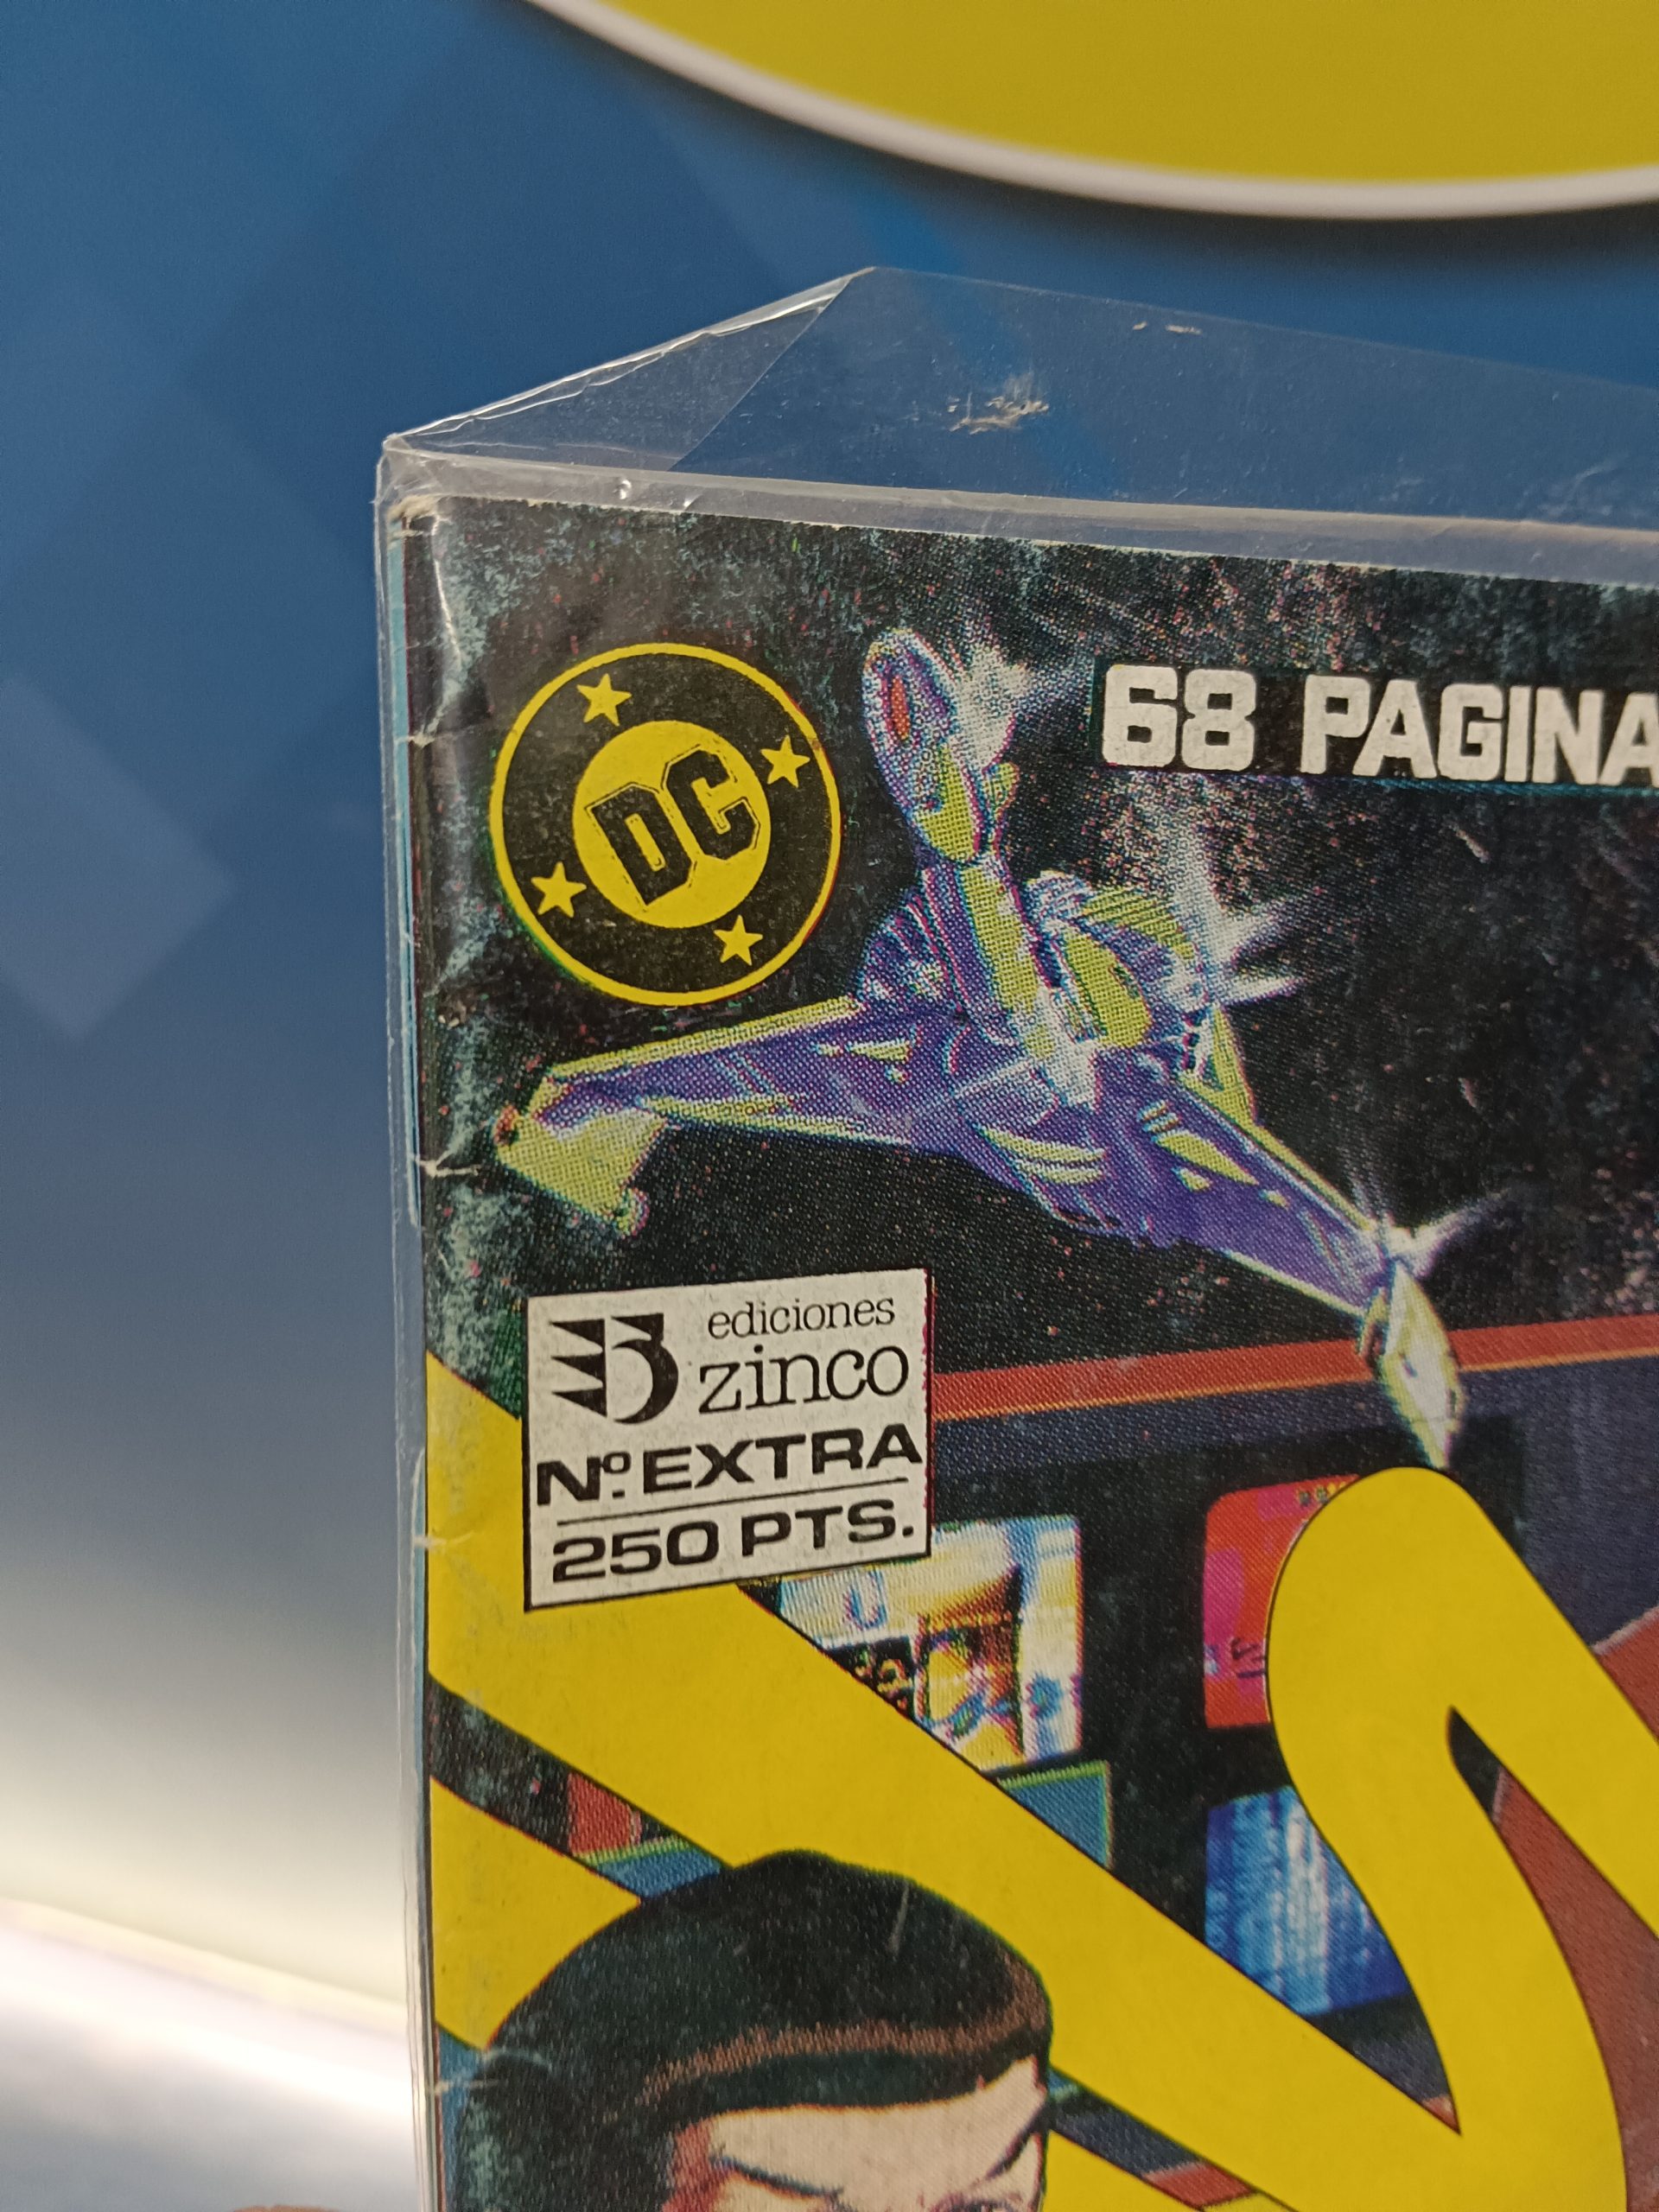 DC
68 PAGINA
ediciones
zinco
Nº. EXTRA
250 PTS.